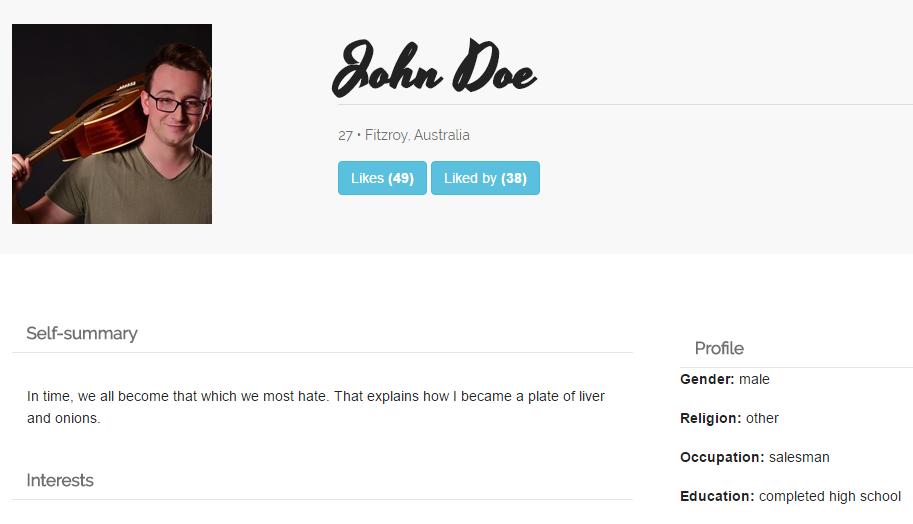 John Doe
27 • Fitzroy, Australia
Likes (49) Liked by (38)
Self-summary
In time, we all become that which we most hate. That explains how I became a plate of liver
and onions.
Interests
Profile
Gender: male
Religion: other
Occupation: salesman
Education: completed high school